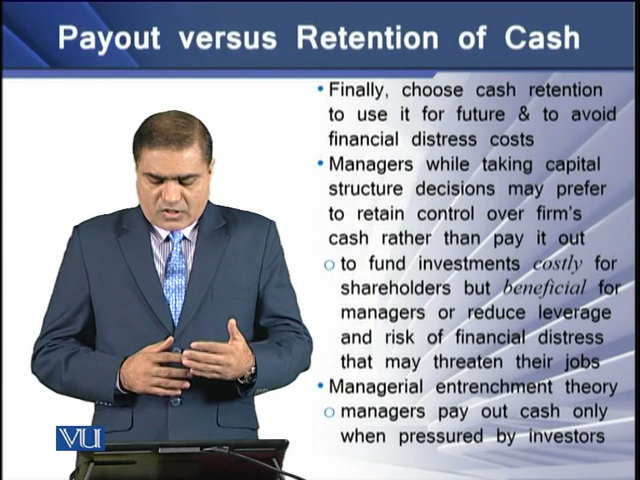 Payout versus Retention of Cash
• Finally, choose cash retention
to use it for future & to avoid
financial distress costs
• Managers while taking capital
structure decisions may prefer
to retain control over firm's
cash rather than pay it out
o to fund investments costly for
shareholders but beneficial for
managers or reduce leverage
and risk of financial distress
that may threaten their jobs
• Managerial entrenchment theory
o managers pay out cash only
when pressured by investors
VU